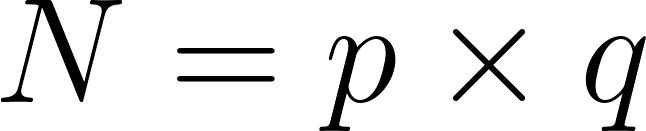 N = p × q